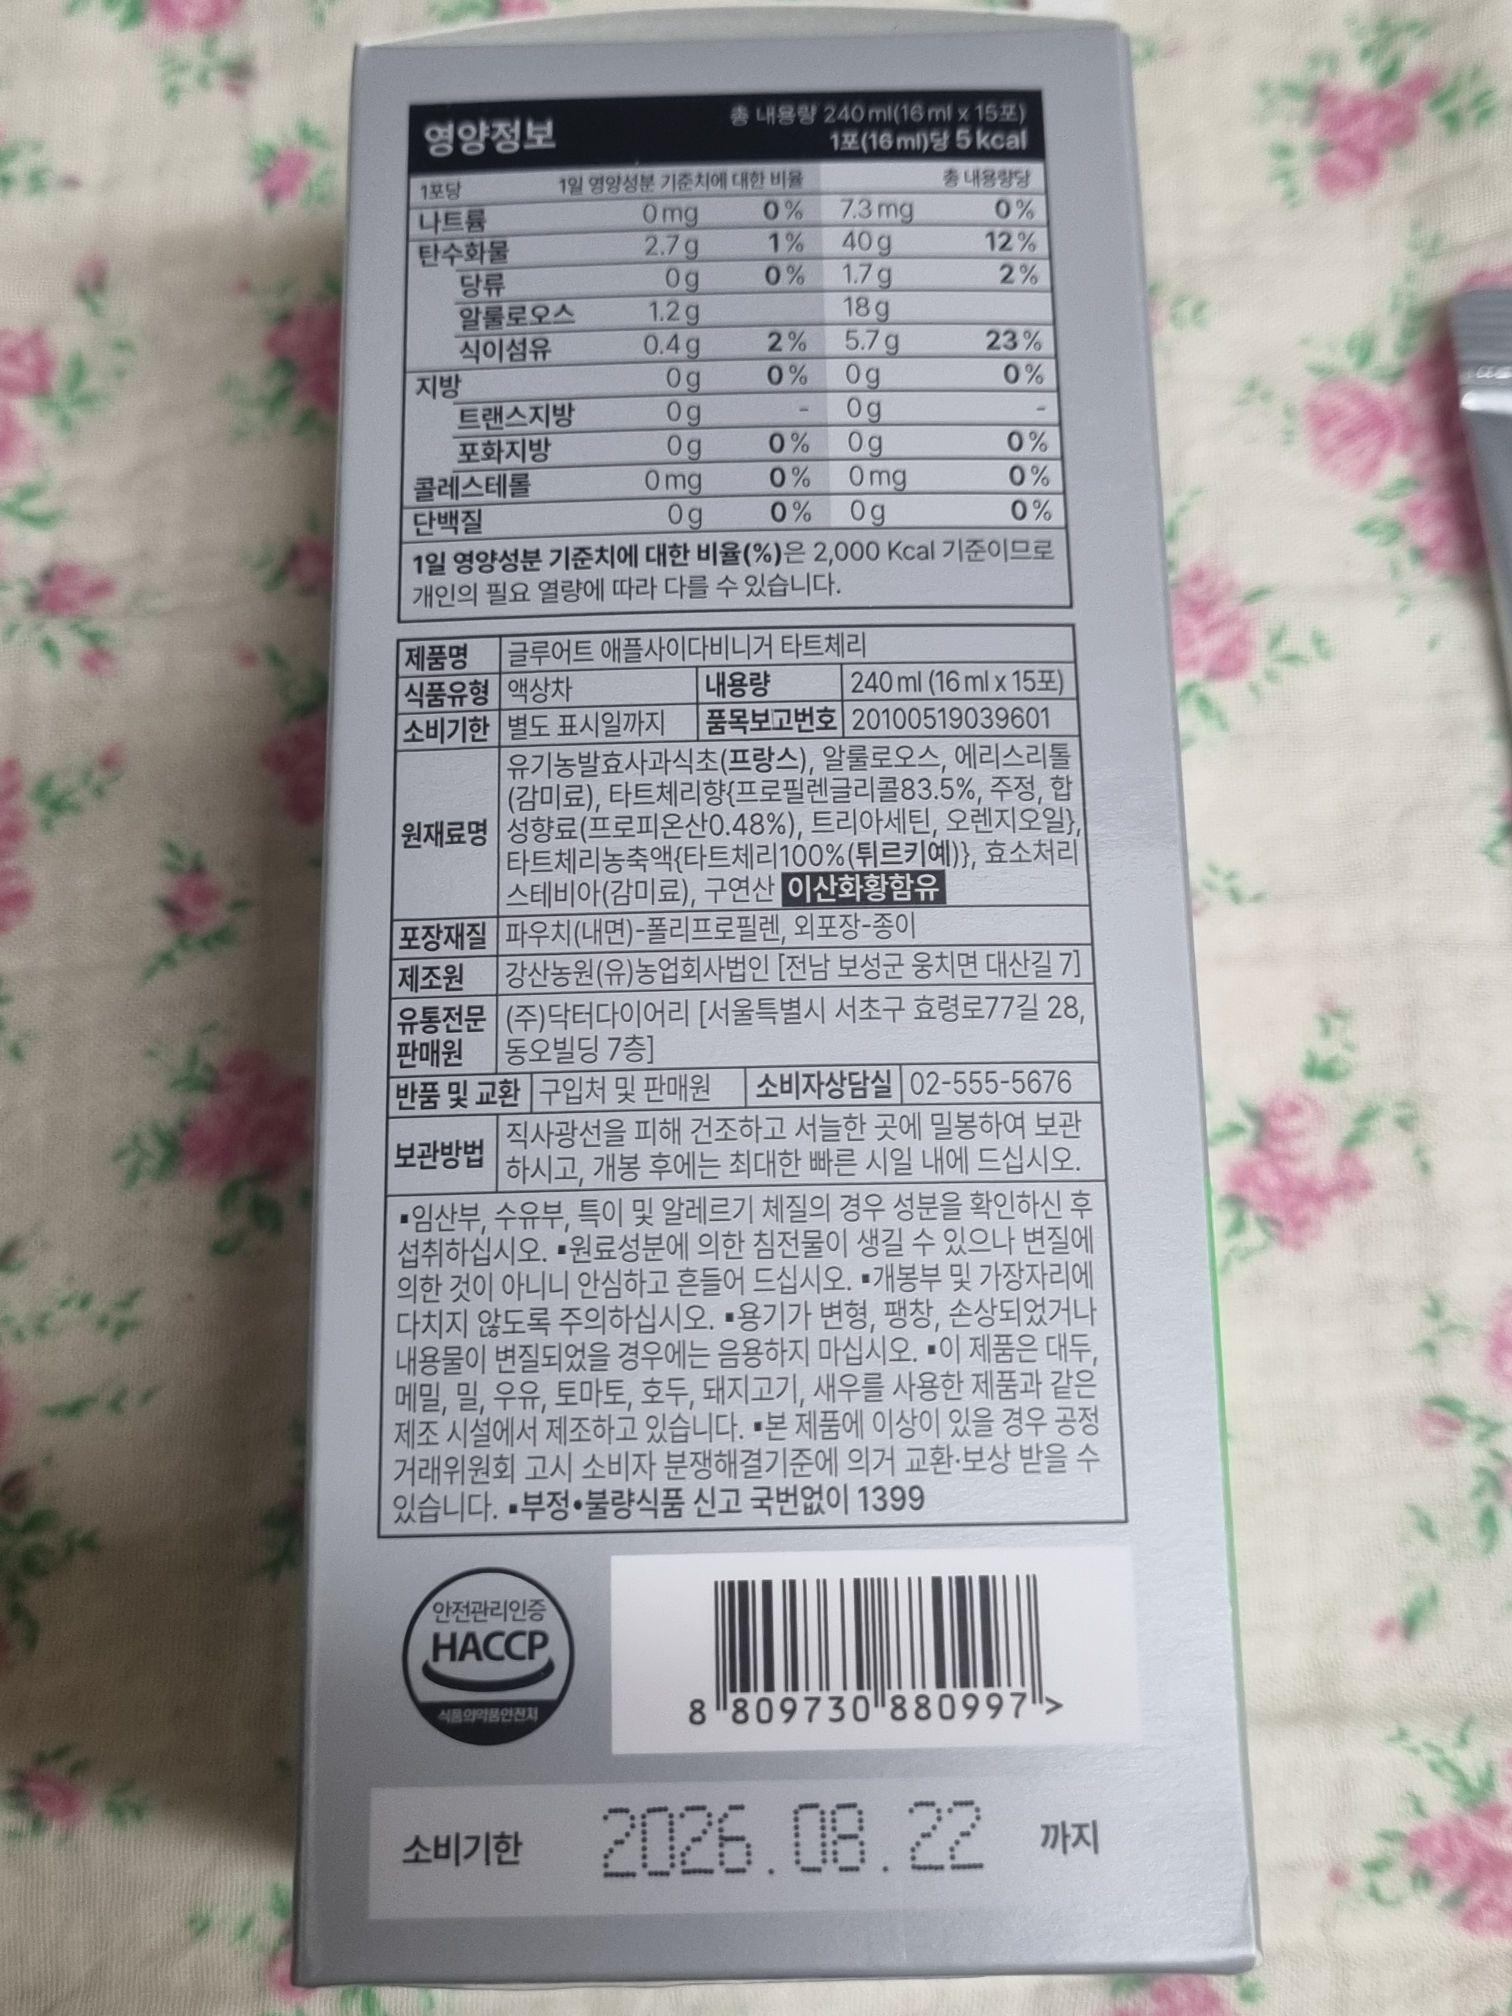 영양정보
총 내용량 240 ml(16 ml x 15포)
1포(16 ml)당 5 kcal
1포당 1일 영양성분 기준치에 대한 비율 총 내용량당
나트륨 0 mg 0 % 7.3 mg 0 %
탄수화물 2.7 g 1 % 40 g 12 %
당류 0 g 0 % 1.7 g 2 %
알룰로오스 1.2 g 18 g
식이섬유 0.4 g 2 % 5.7 g 23 %
지방 0 g 0 % 0 g 0 %
트랜스지방 0 g - 0 g -
포화지방 0 g 0 % 0 g 0 %
콜레스테롤 0 mg 0 % 0 mg 0 %
단백질 0 g 0 % 0 g 0 %
1일 영양성분 기준치에 대한 비율(%)은 2,000 Kcal 기준이므로
개인의 필요 열량에 따라 다를 수 있습니다.
제품명 글루어트 애플사이다비니거 타트체리
식품유형 액상차 내용량 240 ml (16 ml x 15포)
소비기한 별도 표시일까지 품목보고번호 20100519039601
원재료명 유기농발효사과식초(프랑스), 알룰로오스, 에리스리톨
(감미료), 타트체리향{프로필렌글리콜83.5%, 주정, 합
성향료(프로피온산0.48%), 트리아세틴, 오렌지오일},
타트체리농축액{타트체리100%(튀르키예)}, 효소처리
스테비아(감미료), 구연산 이산화황함유
포장재질 파우치(내면)-폴리프로필렌, 외포장-종이
제조원 강산농원(유)농업회사법인 [전남 보성군 웅치면 대산길 7]
유통전문 (주)닥터다이어리 [서울특별시 서초구 효령로77길 28,
판매원 동오빌딩 7층]
반품 및 교환 구입처 및 판매원 소비자상담실 02-555-5676
보관방법 직사광선을 피해 건조하고 서늘한 곳에 밀봉하여 보관
하시고, 개봉 후에는 최대한 빠른 시일 내에 드십시오.
▪임산부, 수유부, 특이 및 알레르기 체질의 경우 성분을 확인하신 후
섭취하십시오. ▪원료성분에 의한 침전물이 생길 수 있으나 변질에
의한 것이 아니니 안심하고 흔들어 드십시오. ▪개봉부 및 가장자리에
다치지 않도록 주의하십시오. ▪용기가 변형, 팽창, 손상되었거나
내용물이 변질되었을 경우에는 음용하지 마십시오. ▪이 제품은 대두,
메밀, 밀, 우유, 토마토, 호두, 돼지고기, 새우를 사용한 제품과 같은
제조 시설에서 제조하고 있습니다. ▪본 제품에 이상이 있을 경우 공정
거래위원회 고시 소비자 분쟁해결기준에 의거 교환·보상 받을 수
있습니다. ▪부정•불량식품 신고 국번없이 1399
안전관리인증
HACCP
식품의약품안전처
8 809730 880997 >
소비기한 2026.08.22 까지